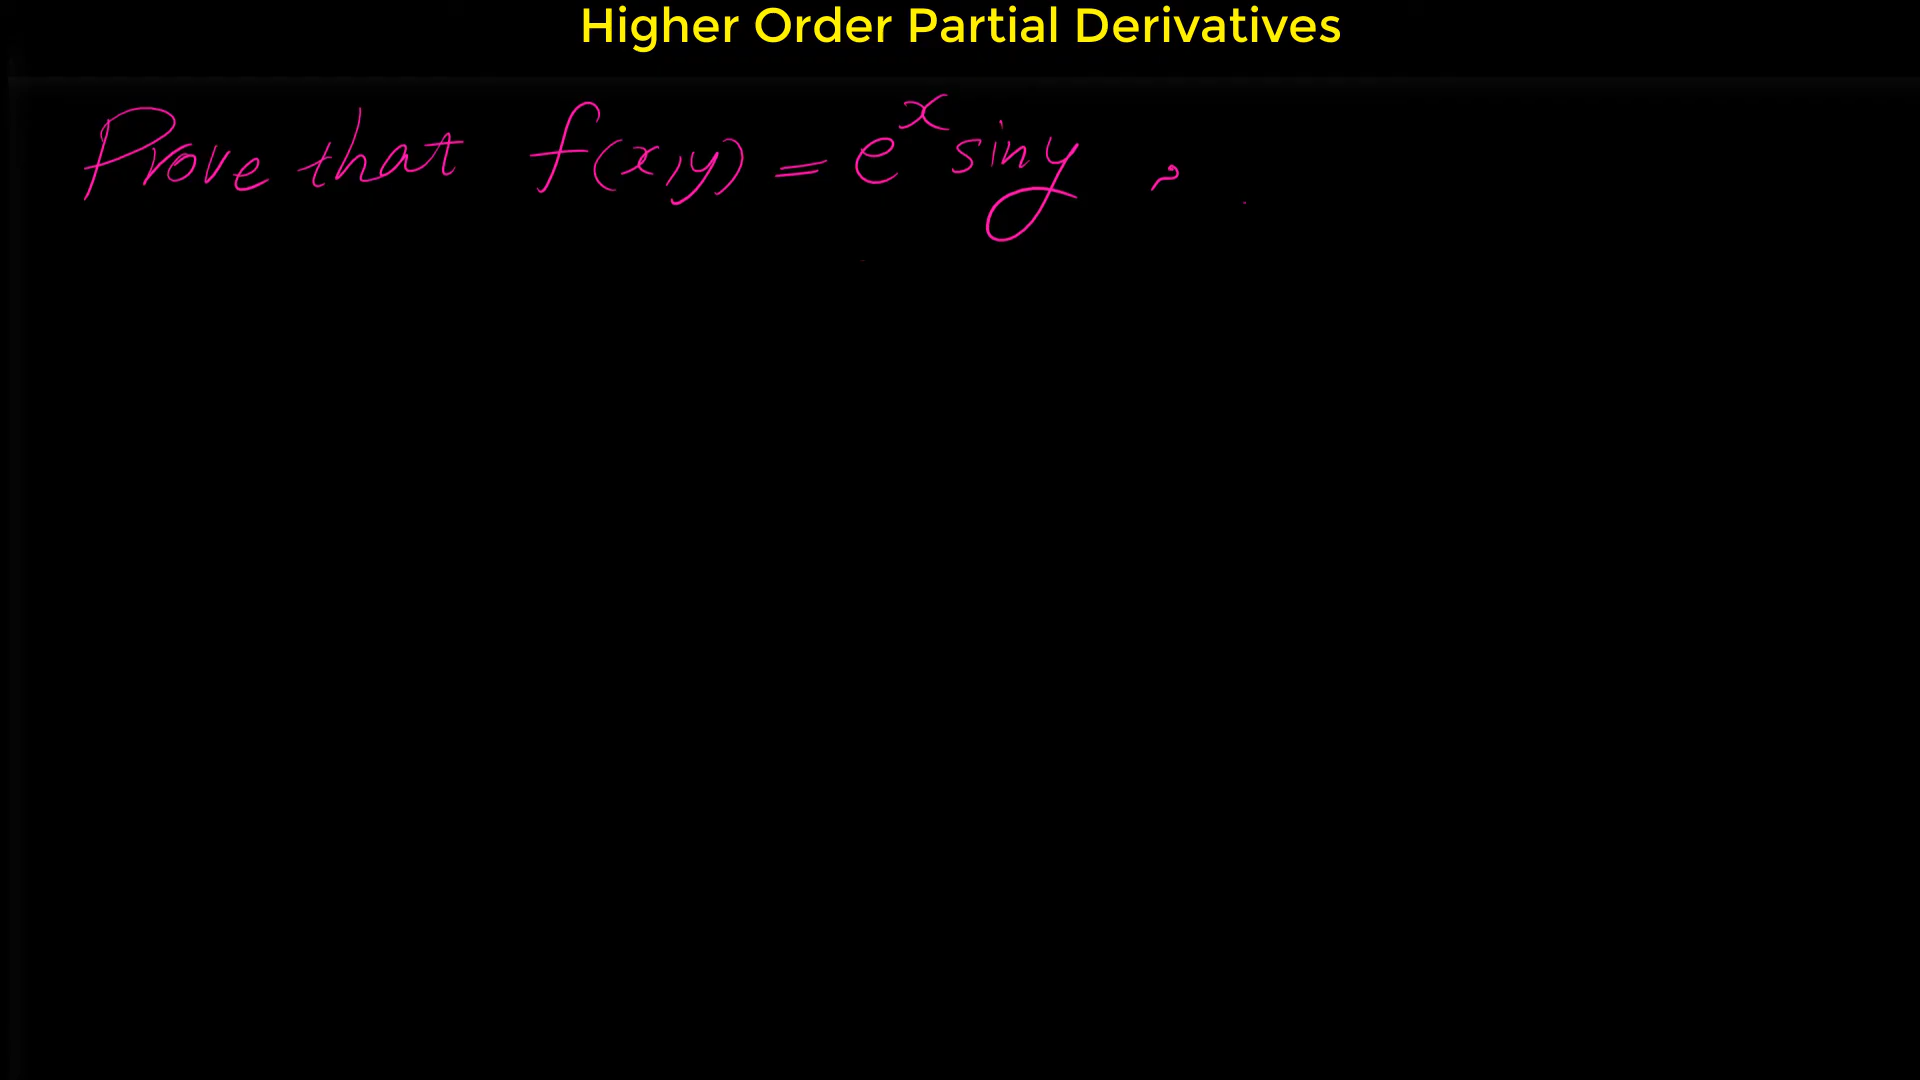 Higher Order Partial Derivatives
Prove that f(x,y) = e^x sin y